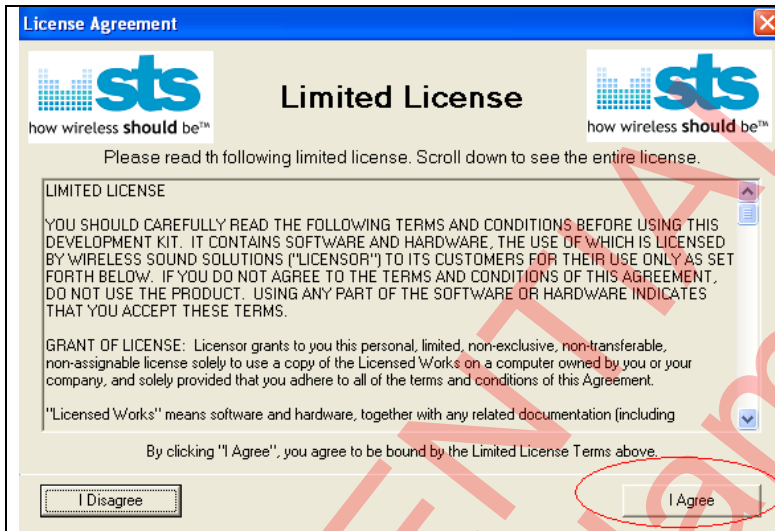 License Agreement
sts
how wireless should be™
Limited License
sts
how wireless should be™
Please read th following limited license. Scroll down to see the entire license.
LIMITED LICENSE
YOU SHOULD CAREFULLY READ THE FOLLOWING TERMS AND CONDITIONS BEFORE USING THIS
DEVELOPMENT KIT. IT CONTAINS SOFTWARE AND HARDWARE, THE USE OF WHICH IS LICENSED
BY WIRELESS SOUND SOLUTIONS ("LICENSOR") TO ITS CUSTOMERS FOR THEIR USE ONLY AS SET
FORTH BELOW. IF YOU DO NOT AGREE TO THE TERMS AND CONDITIONS OF THIS AGREEMENT,
DO NOT USE THE PRODUCT. USING ANY PART OF THE SOFTWARE OR HARDWARE INDICATES
THAT YOU ACCEPT THESE TERMS.
GRANT OF LICENSE: Licensor grants to you this personal, limited, non-exclusive, non-transferable,
non-assignable license solely to use a copy of the Licensed Works on a computer owned by you or your
company, and solely provided that you adhere to all of the terms and conditions of this Agreement.
"Licensed Works" means software and hardware, together with any related documentation (including
By clicking "I Agree", you agree to be bound by the Limited License Terms above.
I Disagree
I Agree